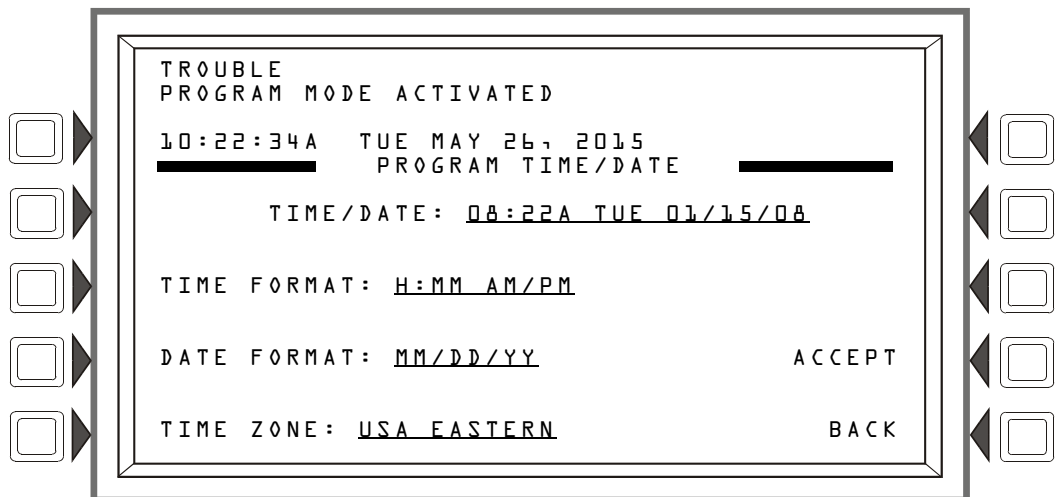 TROUBLE
PROGRAM MODE ACTIVATED
10:22:34A TUE MAY 26, 2015
PROGRAM TIME/DATE
TIME/DATE: 08:22A TUE 01/15/08
TIME FORMAT: H:MM AM/PM
DATE FORMAT: MM/DD/YY ACCEPT
TIME ZONE: USA EASTERN BACK